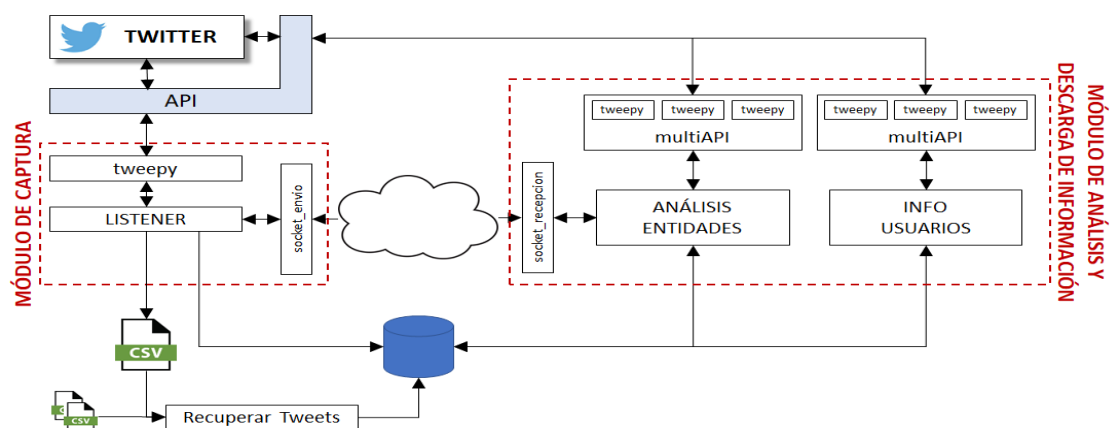 TWITTER
API
MÓDULO DE CAPTURA
tweepy
LISTENER
socket_envio
CSV
CSV
Recuperar Tweets
socket_recepcion
tweepy
tweepy
tweepy
multiAPI
ANÁLISIS
ENTIDADES
tweepy
tweepy
tweepy
multiAPI
INFO
USUARIOS
MÓDULO DE ANÁLISIS Y
DESCARGA DE INFORMACIÓN